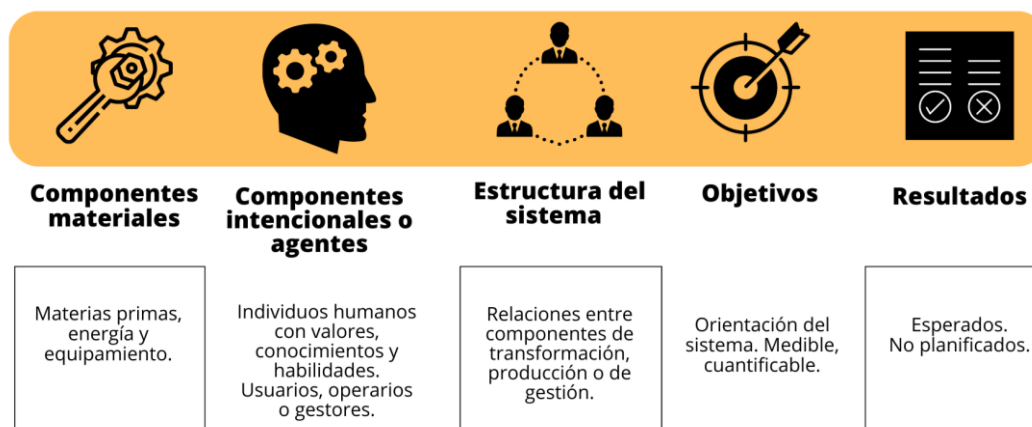 Componentes
materiales
Componentes
intencionales o
agentes
Estructura del
sistema
Objetivos
Resultados
Materias primas,
energía y
equipamiento.
Individuos humanos
con valores,
conocimientos y
habilidades.
Usuarios, operarios
o gestores.
Relaciones entre
componentes de
transformación,
producción o de
gestión.
Orientación del
sistema. Medible,
cuantificable.
Esperados.
No planificados.